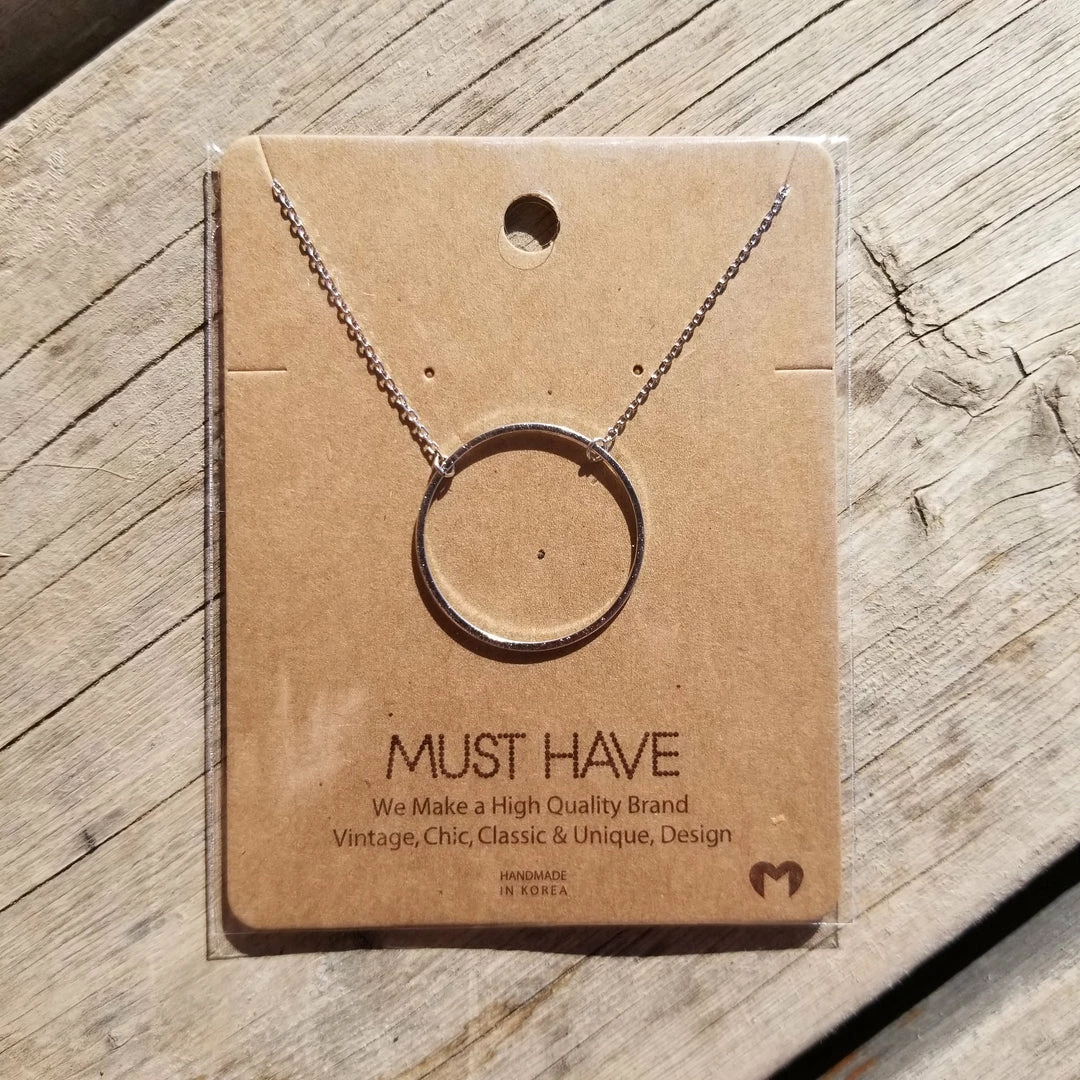 MUST HAVE
We Make a High Quality Brand
Vintage, Chic, Classic & Unique, Design
HANDMADE
IN KOREA
M